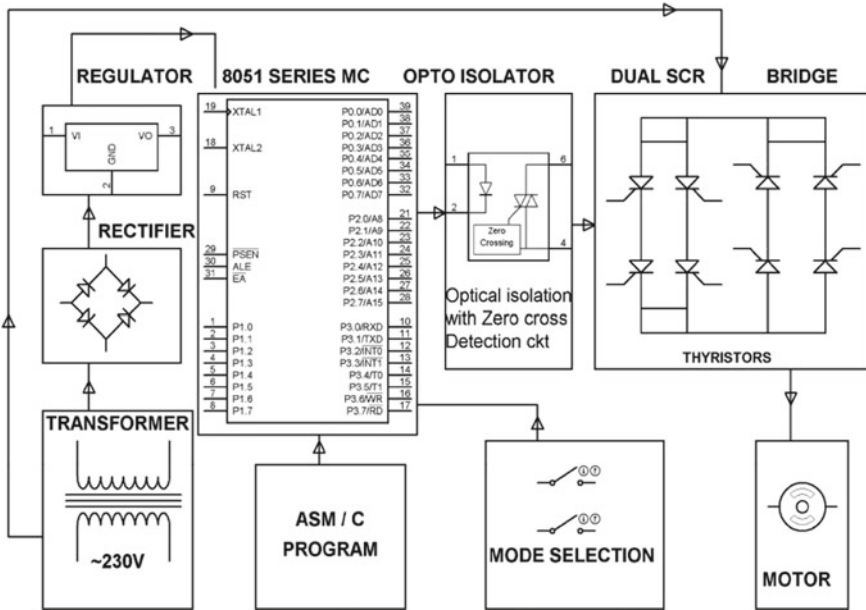 REGULATOR
8051 SERIES MC
OPTO ISOLATOR
DUAL SCR
BRIDGE
1
VI
VO
3
GND
2
RECTIFIER
TRANSFORMER
~230V
19
XTAL1
18
XTAL2
9
RST
29
PSEN
30
ALE
31
EA
1
P1.0
2
P1.1
3
P1.2
4
P1.3
5
P1.4
6
P1.5
7
P1.6
8
P1.7
P0.0/AD0
39
P0.1/AD1
38
P0.2/AD2
37
P0.3/AD3
36
P0.4/AD4
35
P0.5/AD5
34
P0.6/AD6
33
P0.7/AD7
32
P2.0/A8
21
P2.1/A9
22
P2.2/A10
23
P2.3/A11
24
P2.4/A12
25
P2.5/A13
26
P2.6/A14
27
P2.7/A15
28
P3.0/RXD
10
P3.1/TXD
11
P3.2/INT0
12
P3.3/INT1
13
P3.4/T0
14
P3.5/T1
15
P3.6/WR
16
P3.7/RD
17
1
2
6
4
Zero
Crossing
Optical isolation
with Zero cross
Detection ckt
THYRISTORS
ASM / C
PROGRAM
MODE SELECTION
MOTOR